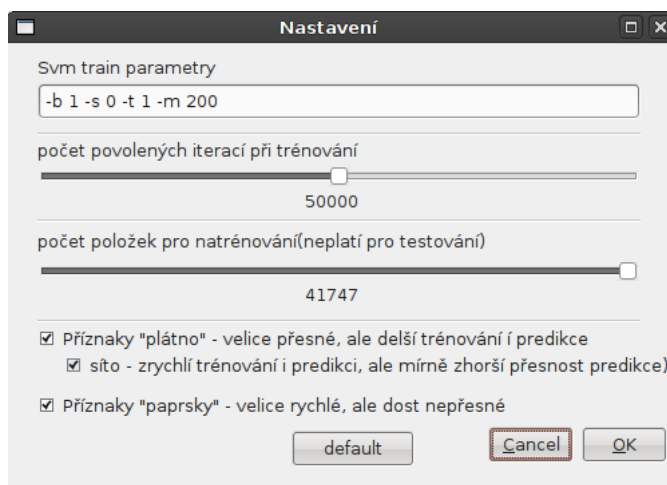 Nastavení
Svm train parametry
-b 1 -s 0 -t 1 -m 200
počet povolených iterací při trénování
50000
počet položek pro natrénování(neplatí pro testování)
41747
Příznaky "plátno" - velice přesné, ale delší trénování í predikce
síto - zrychlí trénování i predikci, ale mírně zhorší přesnost predikce)
Příznaky "paprsky" - velice rychlé, ale dost nepřesné
default Cancel OK